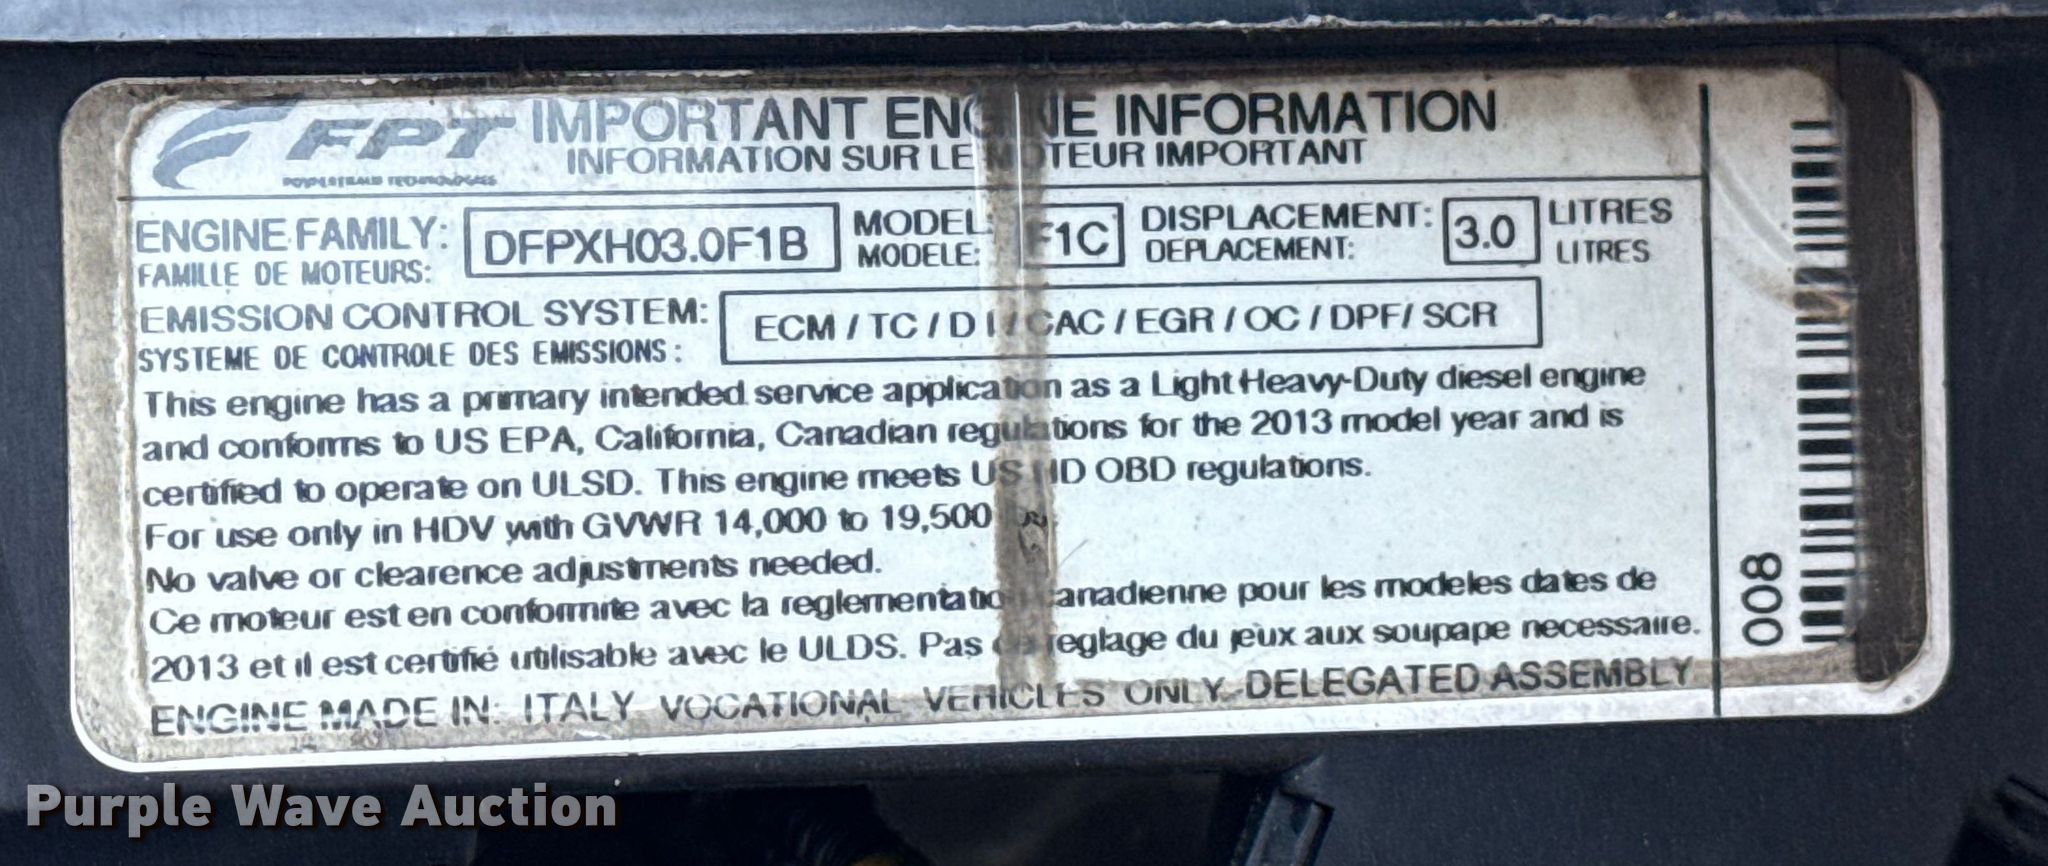 FPT IMPORTANT ENGINE INFORMATION
POWERTRAIN TECHNOLOGIES INFORMATION SUR LE MOTEUR IMPORTANT
ENGINE FAMILY: DFPXH03.0F1B MODEL: F1C DISPLACEMENT: 3.0 LITRES
FAMILLE DE MOTEURS: MODELE: DEPLACEMENT: LITRES
EMISSION CONTROL SYSTEM: ECM / TC / D I / CAC / EGR / OC / DPF/ SCR
SYSTEME DE CONTROLE DES EMISSIONS :
This engine has a primary intended service application as a Light Heavy-Duty diesel engine
and conforms to US EPA, California, Canadian regulations for the 2013 model year and is
certified to operate on ULSD. This engine meets US HD OBD regulations.
For use only in HDV with GVWR 14,000 to 19,500
No valve or clearence adjustments needed.
Ce moteur est en conformite avec la reglementation canadienne pour les modeles dates de
2013 et il est certifié utilisable avec le ULDS. Pas de reglage du jeux aux soupape necessaire.
ENGINE MADE IN: ITALY VOCATIONAL VEHICLES ONLY-DELEGATED ASSEMBLY
008
Purple Wave Auction